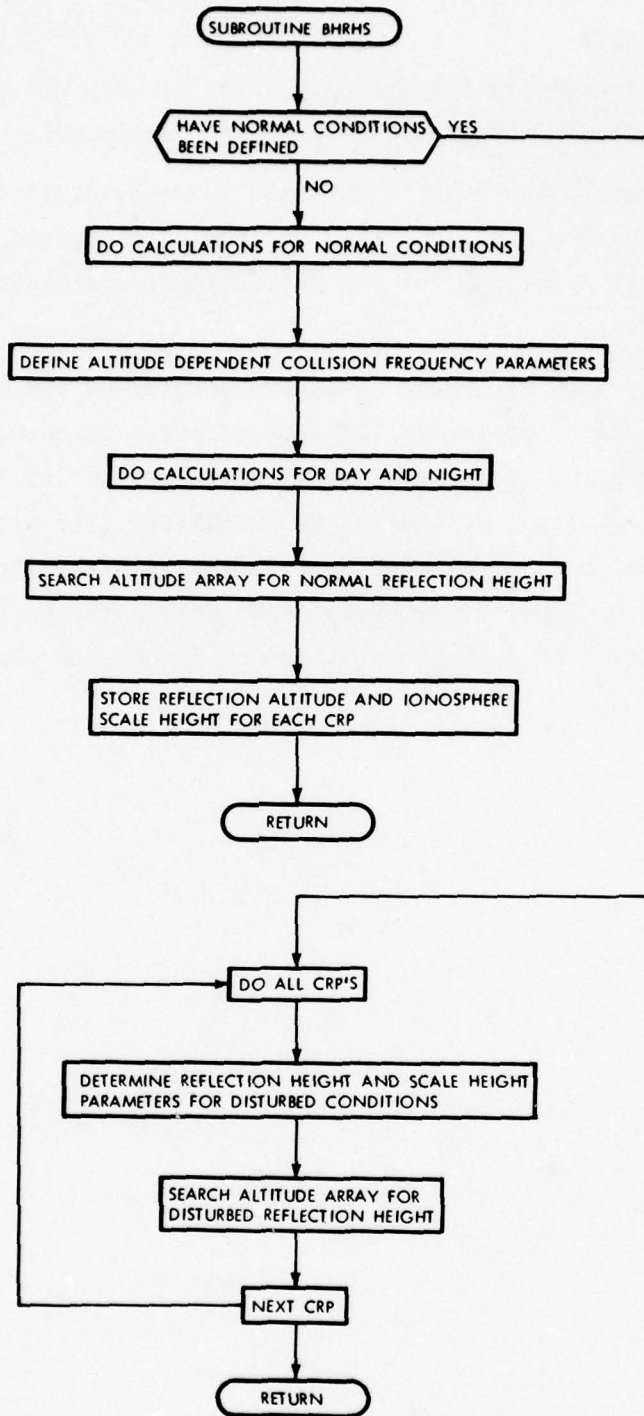 SUBROUTINE BHRHS
HAVE NORMAL CONDITIONS
BEEN DEFINED
YES
NO
DO CALCULATIONS FOR NORMAL CONDITIONS
DEFINE ALTITUDE DEPENDENT COLLISION FREQUENCY PARAMETERS
DO CALCULATIONS FOR DAY AND NIGHT
SEARCH ALTITUDE ARRAY FOR NORMAL REFLECTION HEIGHT
STORE REFLECTION ALTITUDE AND IONOSPHERE
SCALE HEIGHT FOR EACH CRP
RETURN
DO ALL CRP'S
DETERMINE REFLECTION HEIGHT AND SCALE HEIGHT
PARAMETERS FOR DISTURBED CONDITIONS
SEARCH ALTITUDE ARRAY FOR
DISTURBED REFLECTION HEIGHT
NEXT CRP
RETURN